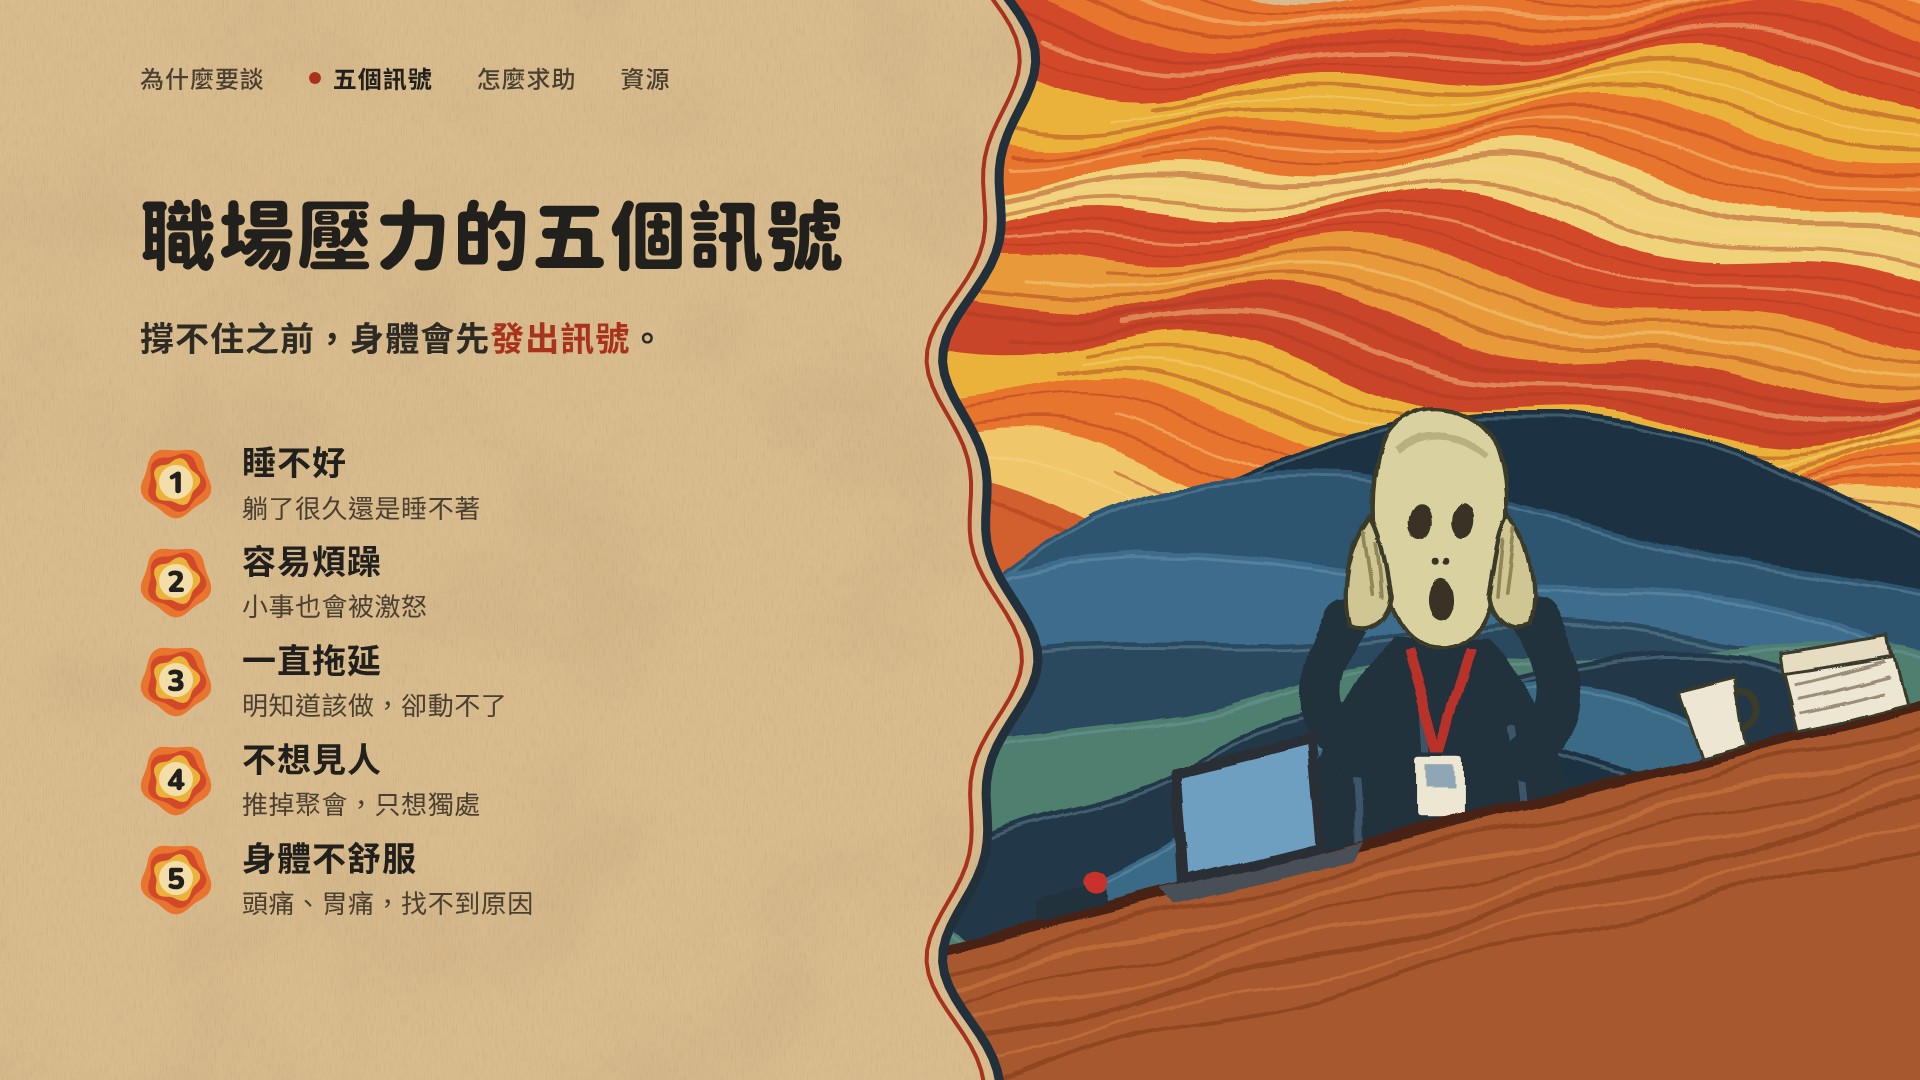 為什麼要談 五個訊號 怎麼求助 資源
職場壓力的五個訊號
撐不住之前，身體會先發出訊號。
1 睡不好
躺了很久還是睡不著
2 容易煩躁
小事也會被激怒
3 一直拖延
明知道該做，卻動不了
4 不想見人
推掉聚會，只想獨處
5 身體不舒服
頭痛、胃痛，找不到原因